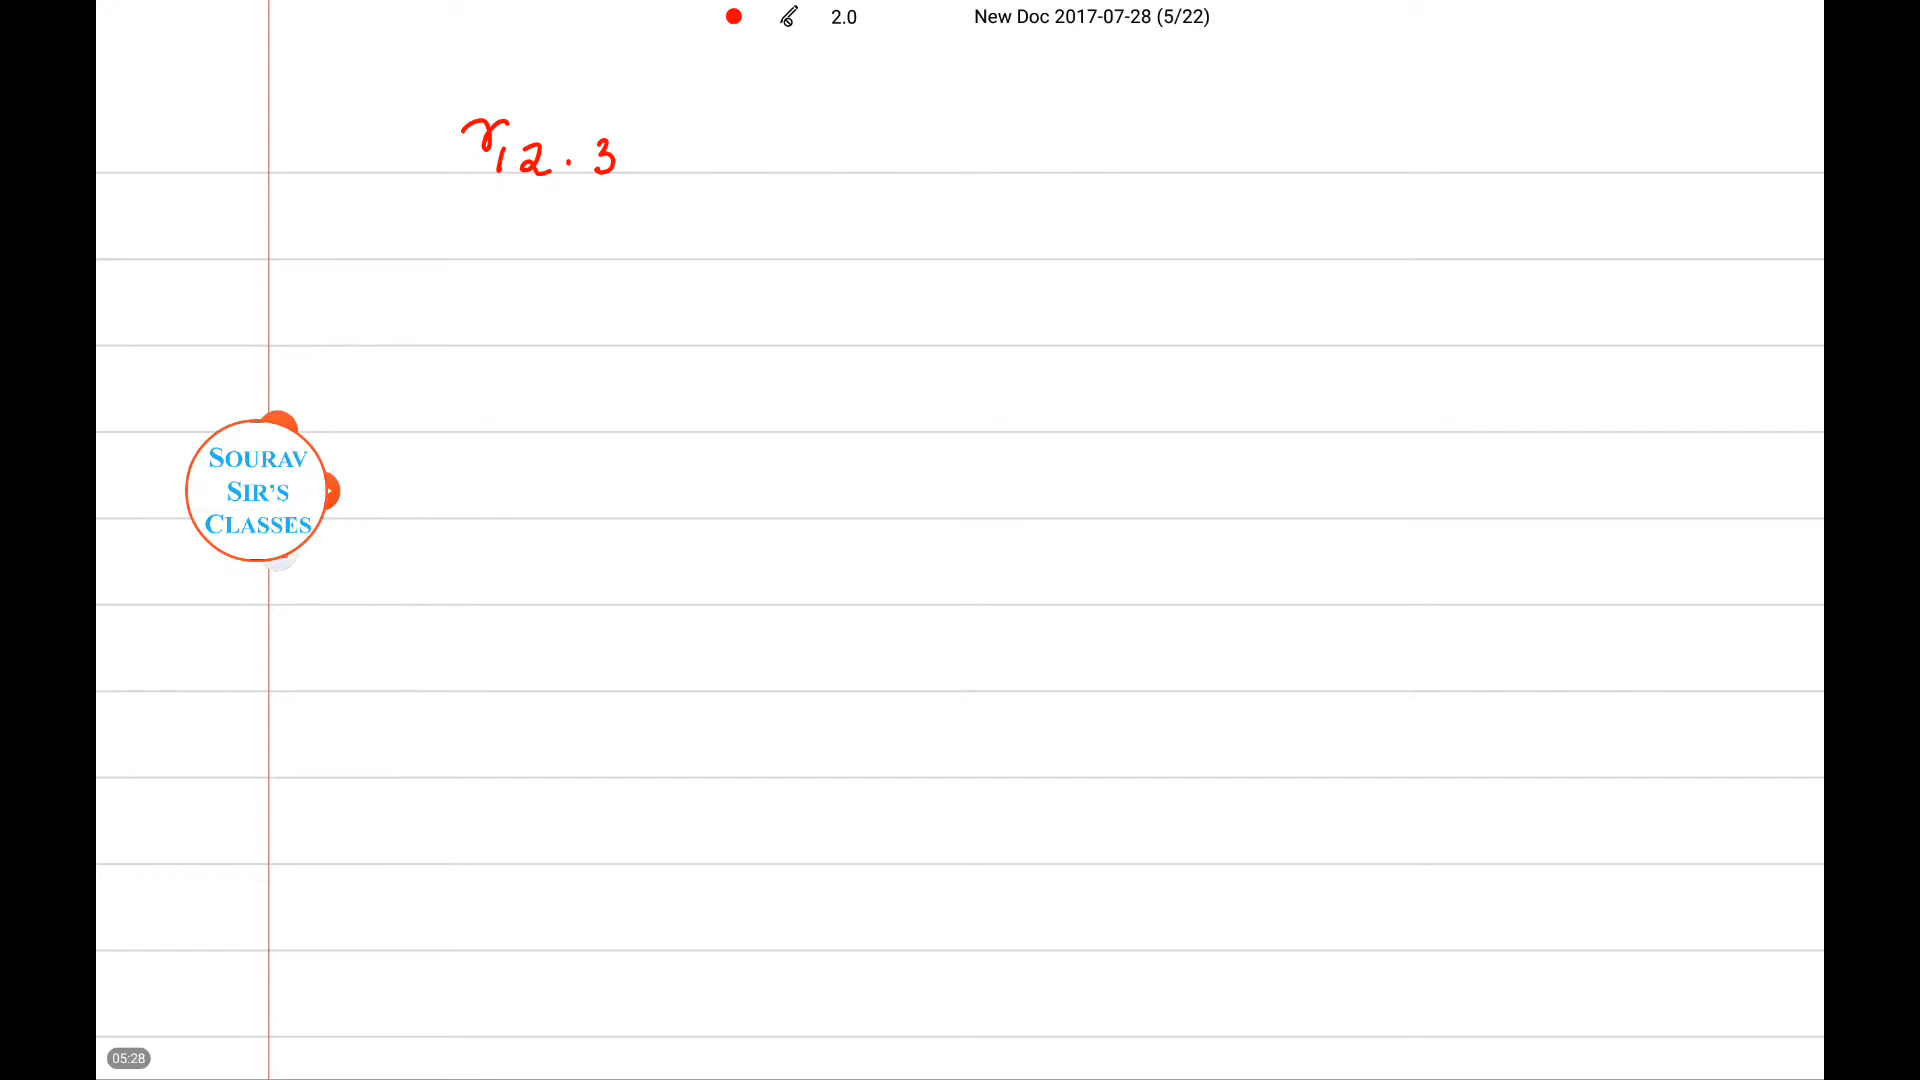 2.0 New Doc 2017-07-28 (5/22)
r₁₂.₃
SOURAV
SIR’S
CLASSES
05:28